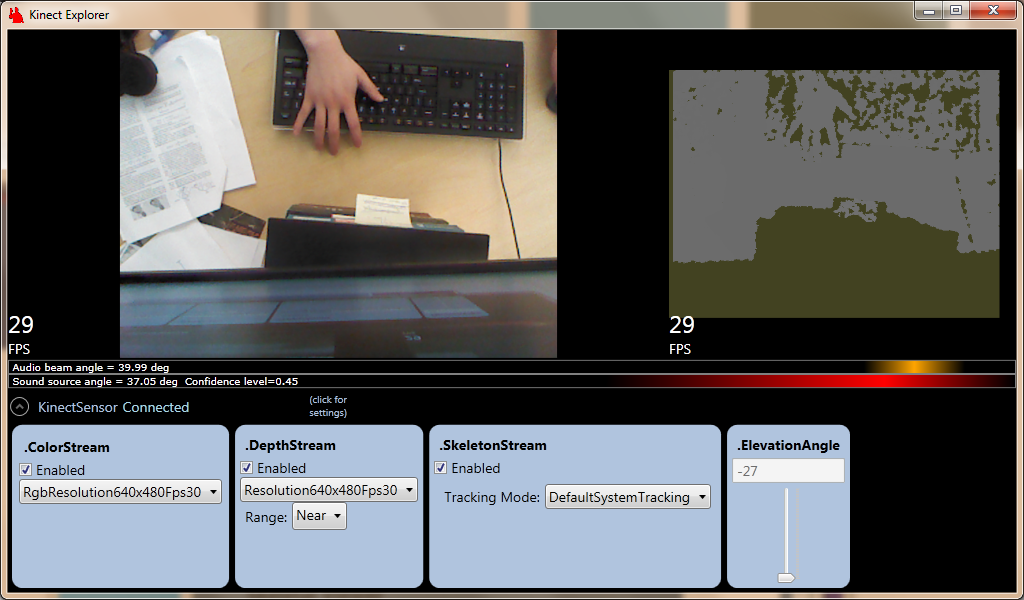 Kinect Explorer
29
FPS
29
FPS
Audio beam angle = 39.99 deg
Sound source angle = 37.05 deg  Confidence level=0.45
KinectSensor Connected
(click for
settings)
.ColorStream
Enabled
RgbResolution640x480Fps30
.DepthStream
Enabled
Resolution640x480Fps30
Range: Near
.SkeletonStream
Enabled
Tracking Mode: DefaultSystemTracking
.ElevationAngle
-27